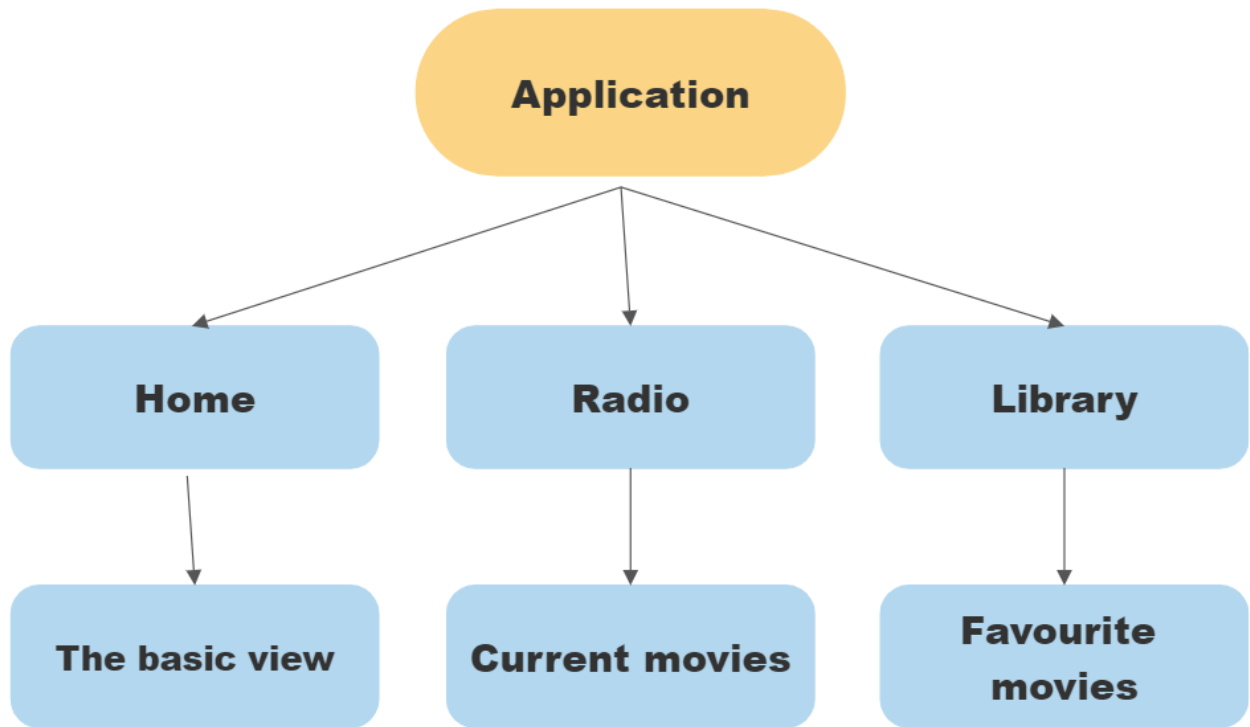 Application
Home
Radio
Library
The basic view
Current movies
Favourite
movies